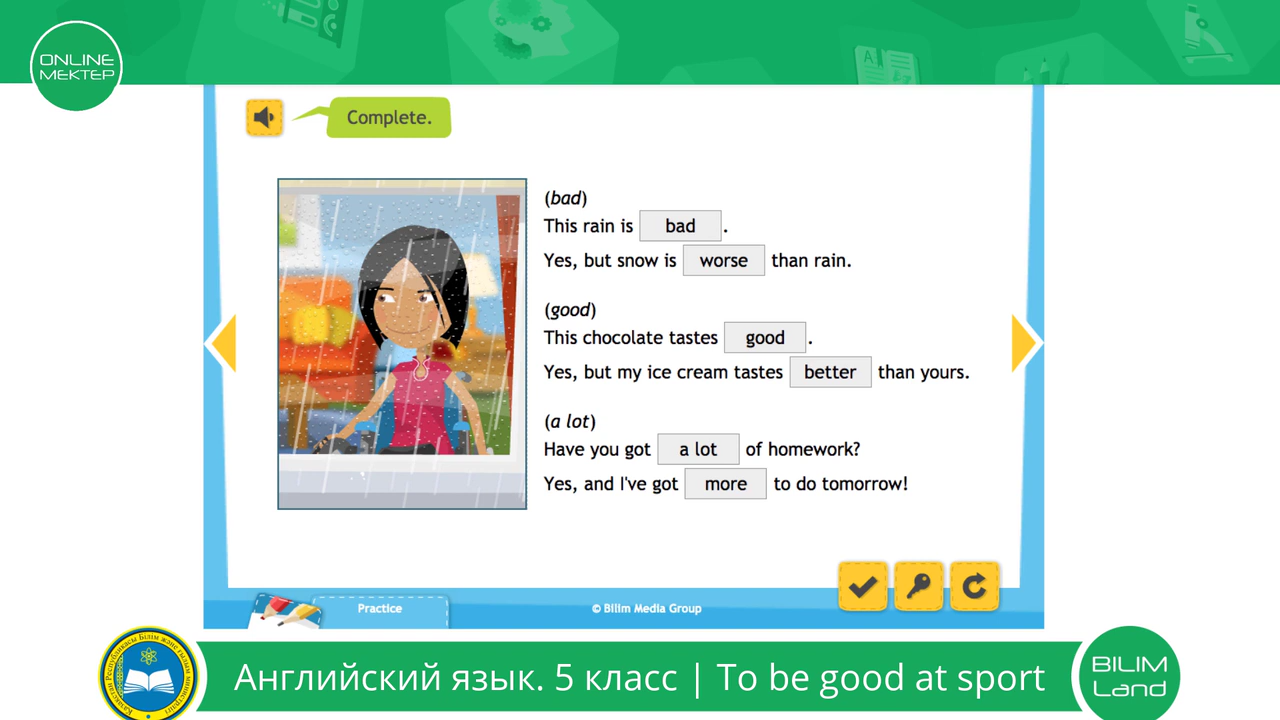 ONLINE
МЕКТЕР
Complete.
(bad)
This rain is bad .
Yes, but snow is worse than rain.
(good)
This chocolate tastes good .
Yes, but my ice cream tastes better than yours.
(a lot)
Have you got a lot of homework?
Yes, and I've got more to do tomorrow!
Practice
© Bilim Media Group
Английский язык. 5 класс | To be good at sport
BILIM
Land